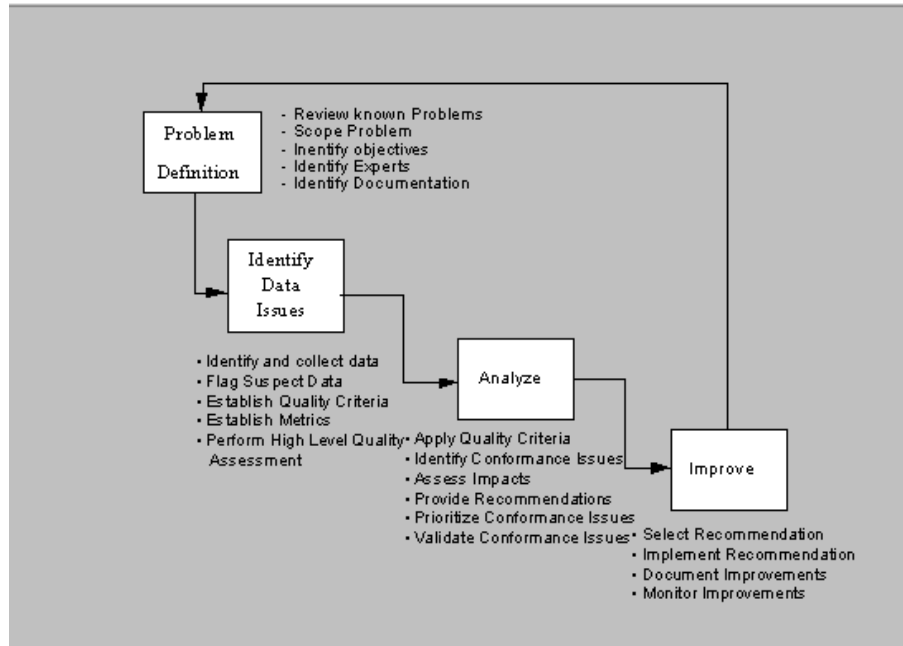 Problem
Definition
- Review known Problems
- Scope Problem
- Inentify objectives
- Identify Experts
- Identify Documentation
Identify
Data
Issues
• Identify and collect data
• Flag Suspect Data
• Establish Quality Criteria
• Establish Metrics
• Perform High Level Quality
Assessment
Analyze
• Apply Quality Criteria
• Identify Conformance Issues
• Assess Impacts
• Provide Recommendations
• Prioritize Conformance Issues
• Validate Conformance Issues
Improve
• Select Recommendation
• Implement Recommendation
• Document Improvements
• Monitor Improvements